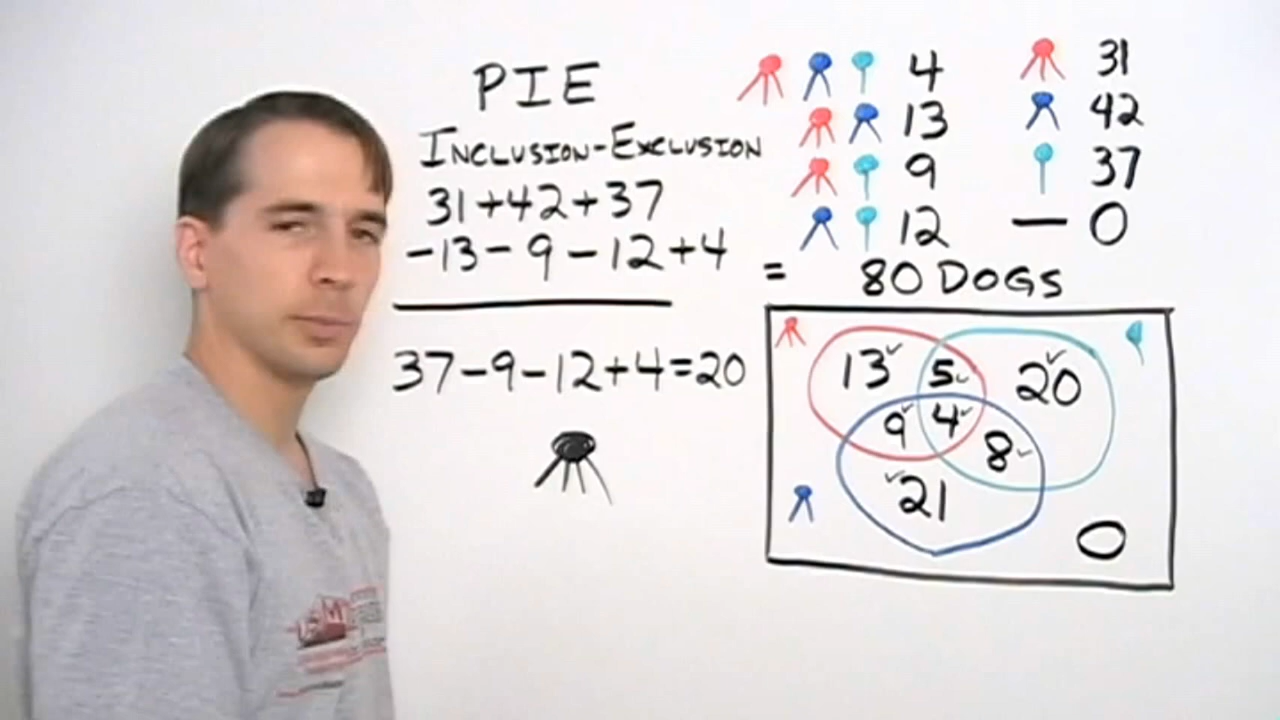 PIE
INCLUSION-EXCLUSION
31+42+37
-13-9-12+4
37-9-12+4=20
4
13
9
12
31
42
37
— 0
= 80 DOGS
13 5 20
9 4 8
21
0